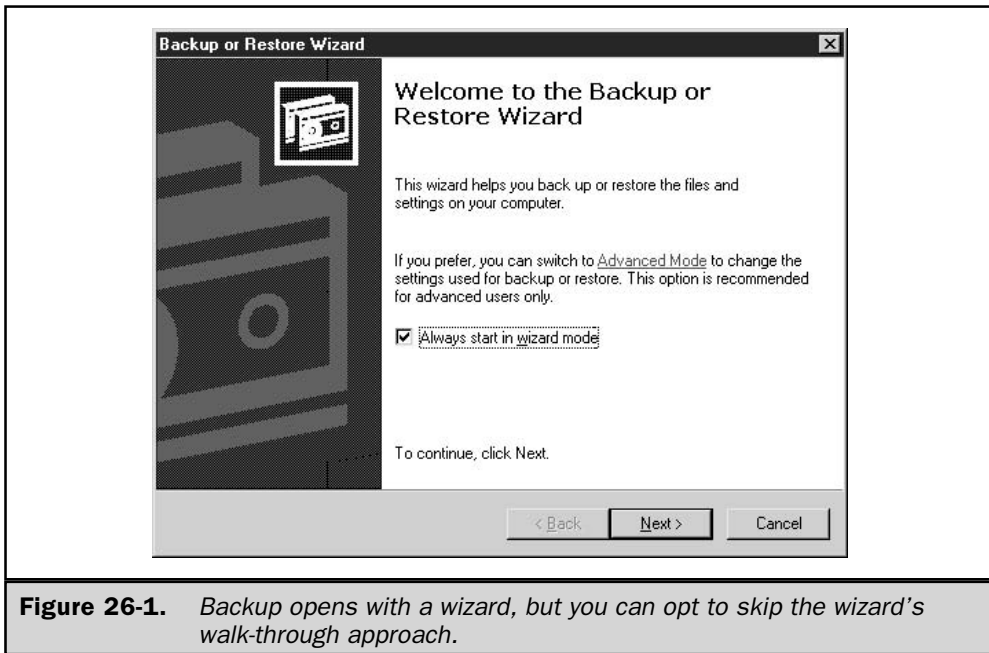 Backup or Restore Wizard
Welcome to the Backup or
Restore Wizard
This wizard helps you back up or restore the files and
settings on your computer.
If you prefer, you can switch to Advanced Mode to change the
settings used for backup or restore. This option is recommended
for advanced users only.
Always start in wizard mode
To continue, click Next.
< Back Next > Cancel
Figure 26-1. Backup opens with a wizard, but you can opt to skip the wizard’s
walk-through approach.